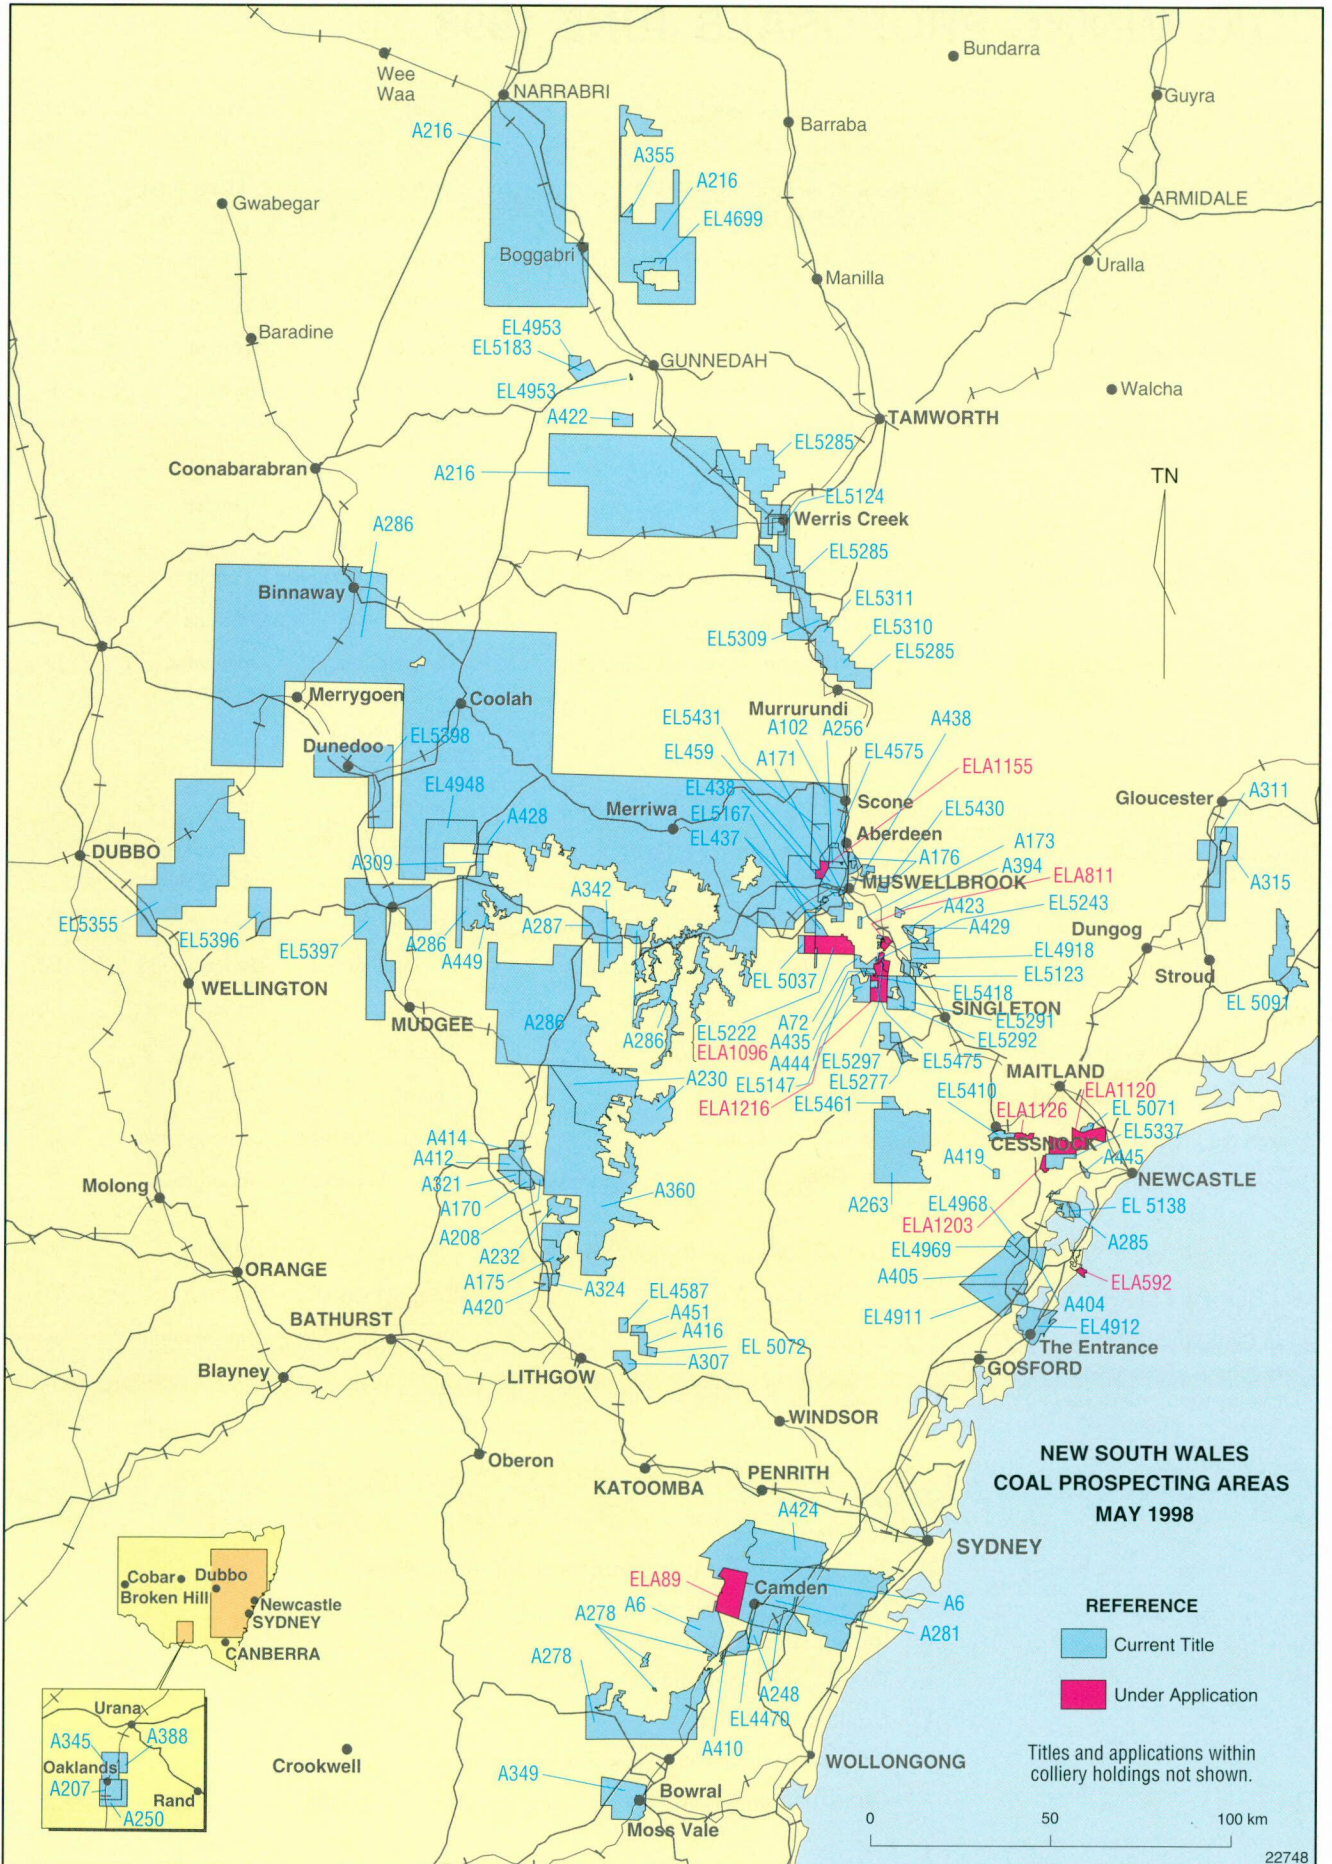 Wee
Waa
NARRABRI
Bundarra
Guyra
A216
Barraba
A355
A216
EL4699
Gwabegar
ARMIDALE
Boggabri
Uralla
Manilla
Baradine
EL4953
EL5183
GUNNEDAH
EL4953
Walcha
A422
TAMWORTH
EL5285
Coonabarabran
A216
TN
EL5124
Werris Creek
A286
EL5285
Binnaway
EL5311
EL5309
EL5310
EL5285
Merrygoen
Coolah
Murrurundi
EL5431
A102
A256
A438
Dunedoo
EL5398
EL459
A171
EL4575
ELA1155
EL4948
EL438
Scone
Gloucester
A311
Merriwa
EL5167
EL5430
A428
EL437
Aberdeen
A173
DUBBO
A309
A176
A394
MUSWELLBROOK
ELA811
A315
A342
A423
EL5243
EL5355
EL5396
EL5397
A286
A287
A429
Dungog
A449
EL4918
EL 5037
EL5123
Stroud
WELLINGTON
EL5418
EL 5091
MUDGEE
A286
A286
EL5222
A72
SINGLETON
EL5291
ELA1096
A435
EL5292
A444
EL5297
EL5475
A230
EL5147
EL5277
MAITLAND
ELA1216
EL5461
EL5410
ELA1120
ELA1126
EL 5071
A414
CESSNOCK
EL5337
A412
A419
A445
A321
NEWCASTLE
Molong
A360
A170
A263
EL4968
EL 5138
A208
ELA1203
A232
EL4969
A285
ORANGE
A175
A405
ELA592
A420
A324
EL4587
A404
A451
EL4911
BATHURST
A416
EL4912
EL 5072
The Entrance
A307
Blayney
LITHGOW
GOSFORD
WINDSOR
NEW SOUTH WALES
COAL PROSPECTING AREAS
MAY 1998
Oberon
KATOOMBA
PENRITH
A424
SYDNEY
Cobar
Dubbo
Broken Hill
Newcastle
SYDNEY
CANBERRA
ELA89
Camden
A6
A6
A278
A281
REFERENCE
Current Title
A278
A248
Under Application
EL4470
Urana
A410
A345
A388
Oaklands
Crookwell
WOLLONGONG
Titles and applications within
colliery holdings not shown.
A207
A349
Rand
Bowral
A250
Moss Vale
0 50 100 km
22748